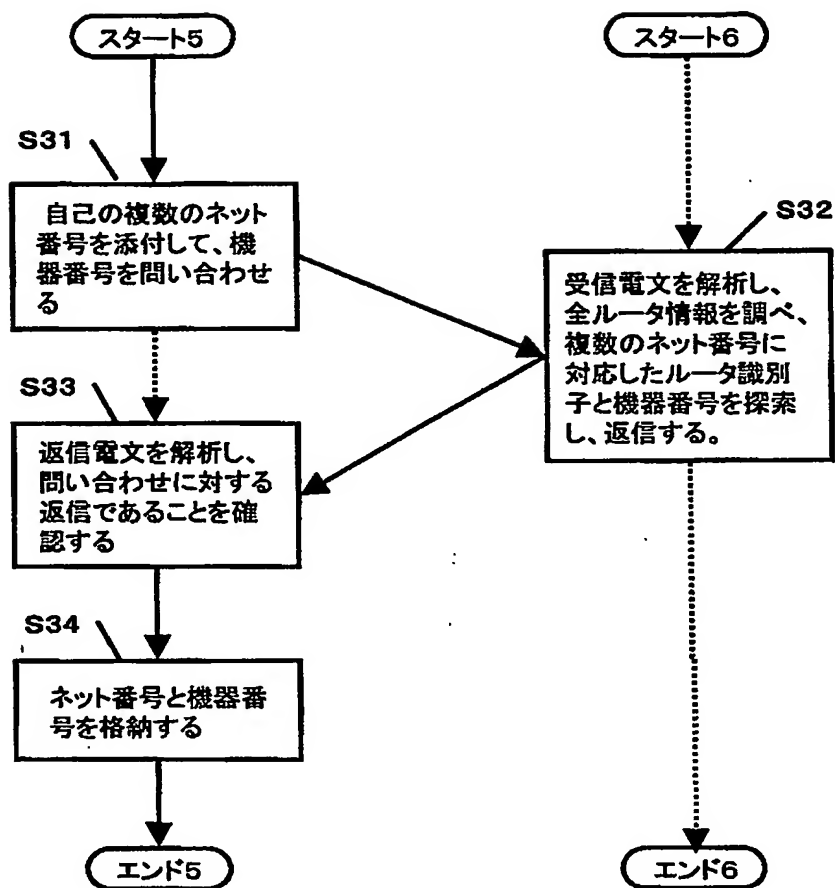 スタート5
スタート6
S31
自己の複数のネット
番号を添付して、機
器番号を問い合わせ
る
S32
受信電文を解析し、
全ルータ情報を調べ、
複数のネット番号に
対応したルータ識別
子と機器番号を探索
し、返信する。
S33
返信電文を解析し、
問い合わせに対する
返信であることを確
認する
S34
ネット番号と機器番
号を格納する
エンド5
エンド6